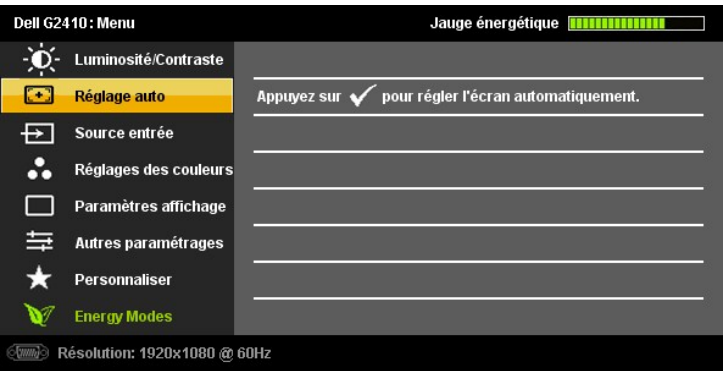 Dell G2410 : Menu
Jauge énergétique
Luminosité/Contraste
Réglage auto
Appuyez sur pour régler l'écran automatiquement.
Source entrée
Réglages des couleurs
Paramètres affichage
Autres paramétrages
Personnaliser
Energy Modes
Résolution: 1920x1080 @ 60Hz